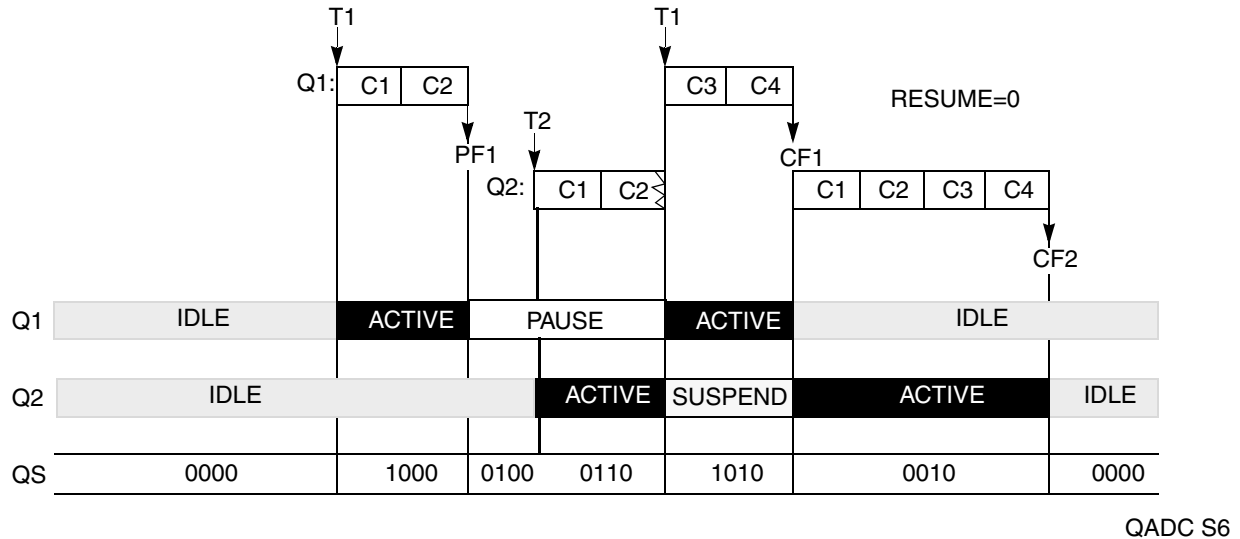 T1 T1
Q1: C1 C2 C3 C4 RESUME=0
T2
PF1 CF1
Q2: C1 C2 C1 C2 C3 C4
CF2
Q1 IDLE ACTIVE PAUSE ACTIVE IDLE
Q2 IDLE ACTIVE SUSPEND ACTIVE IDLE
QS 0000 1000 0100 0110 1010 0010 0000
QADC S6